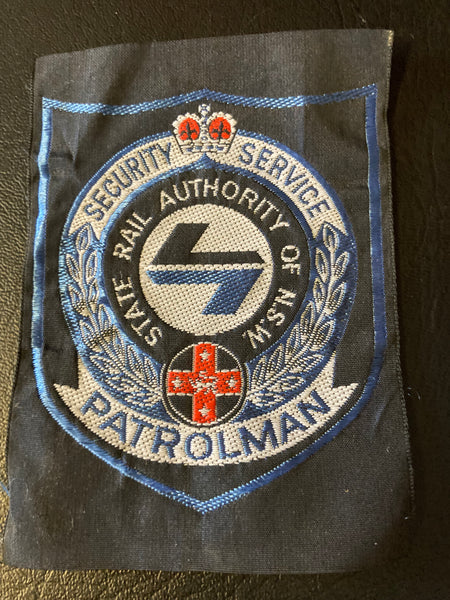 SECURITY SERVICE
STATE RAIL AUTHORITY OF N.S.W.
PATROLMAN